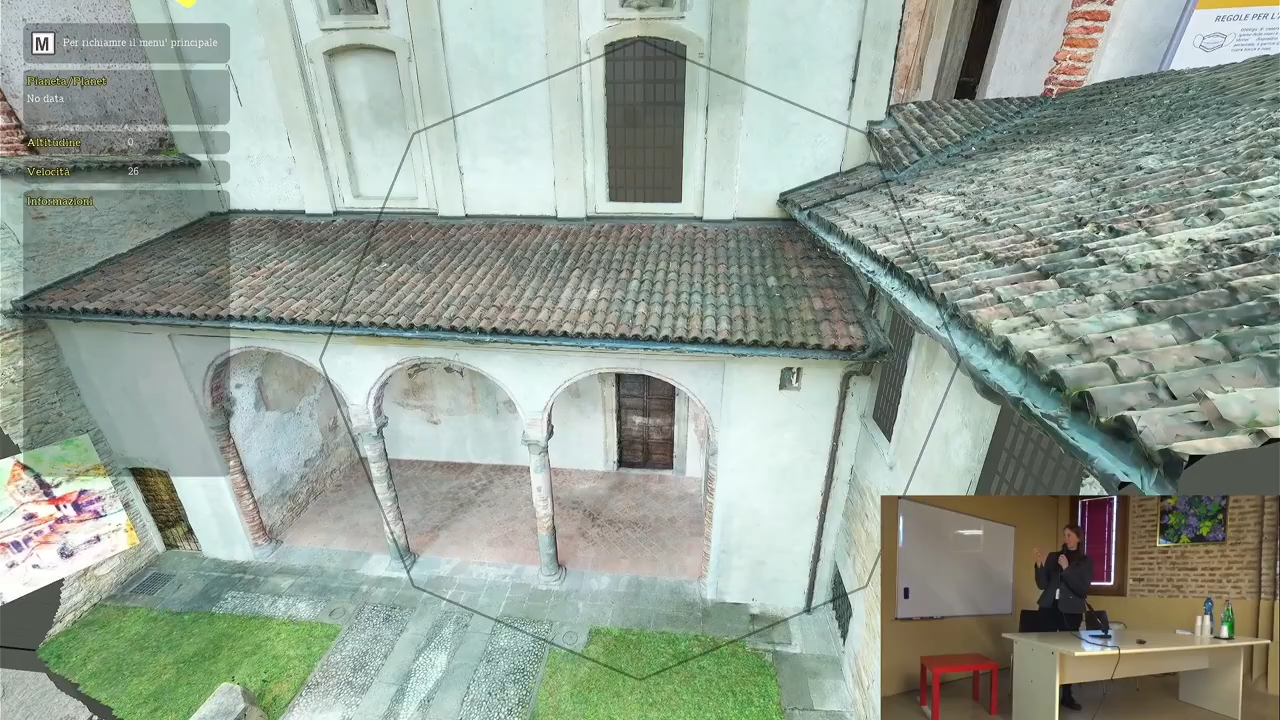 M Per richiamre il menu' principale
Pianeta/Planet
No data
Altitudine 0
Velocità 26
Informazioni
REGOLE PER L'